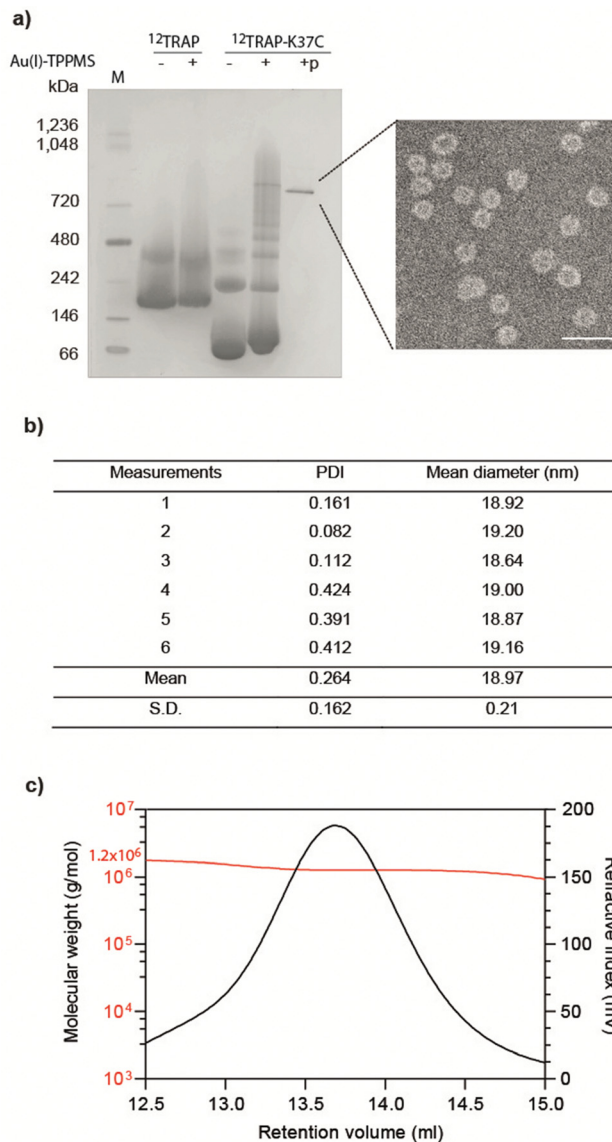 a)
12TRAP 12TRAP-K37C
Au(I)-TPPMS - + - + +p
kDa M
1,236
1,048
720
480
242
146
66
b)
Measurements PDI Mean diameter (nm)
1 0.161 18.92
2 0.082 19.20
3 0.112 18.64
4 0.424 19.00
5 0.391 18.87
6 0.412 19.16
Mean 0.264 18.97
S.D. 0.162 0.21
c)
Molecular weight (g/mol)
10^7
1.2x10^6
10^6
10^5
10^4
10^3
200
150
100
50
0
Refractive index (mV)
12.5 13.0 13.5 14.0 14.5 15.0
Retention volume (ml)